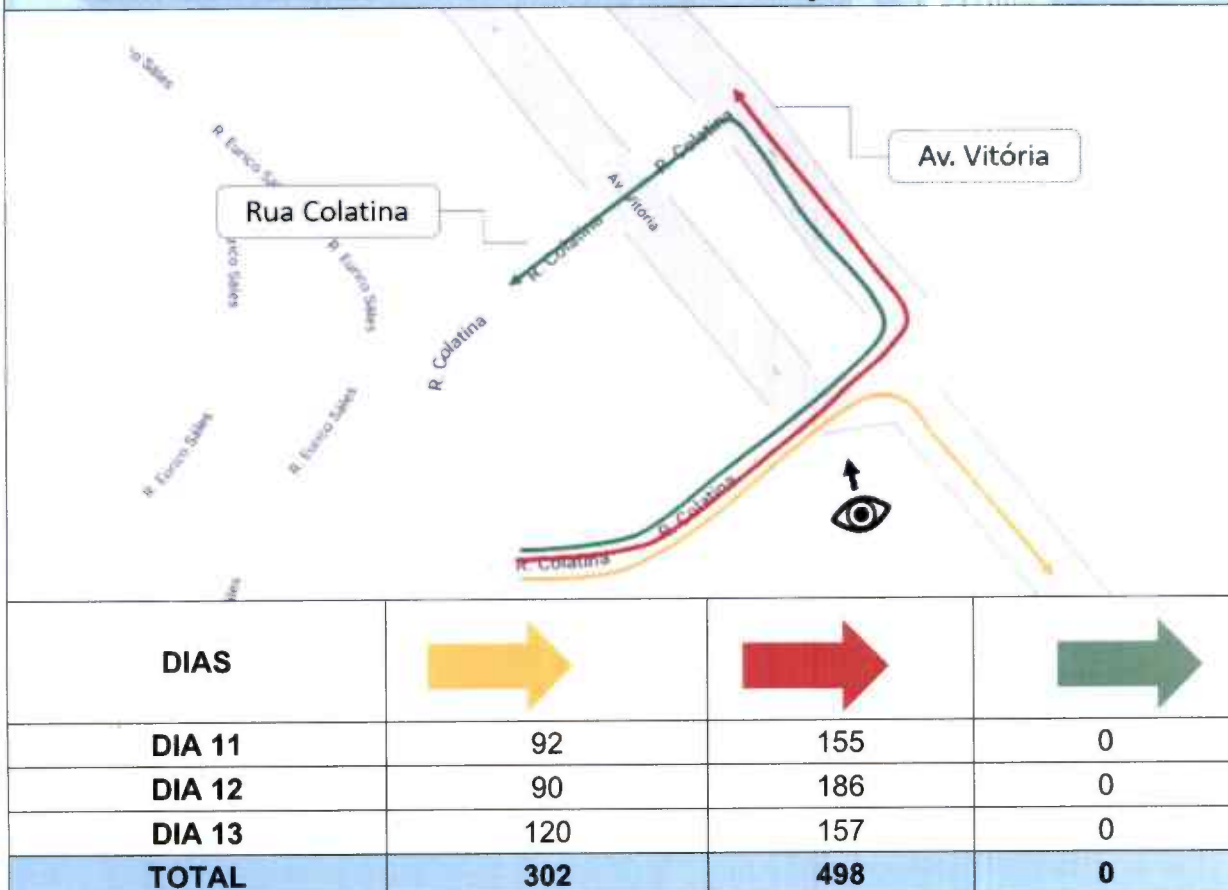 R. Eurico Sales
R. Colatina
Av. Vitória
Av. Vitória
Rua Colatina
R. Colatina
R. Eurico Sales
R. Colatina
R. Eurico Sales
R. Eurico Sales
R. Colatina
R. Colatina
DIAS
DIA 11 92 155 0
DIA 12 90 186 0
DIA 13 120 157 0
TOTAL 302 498 0